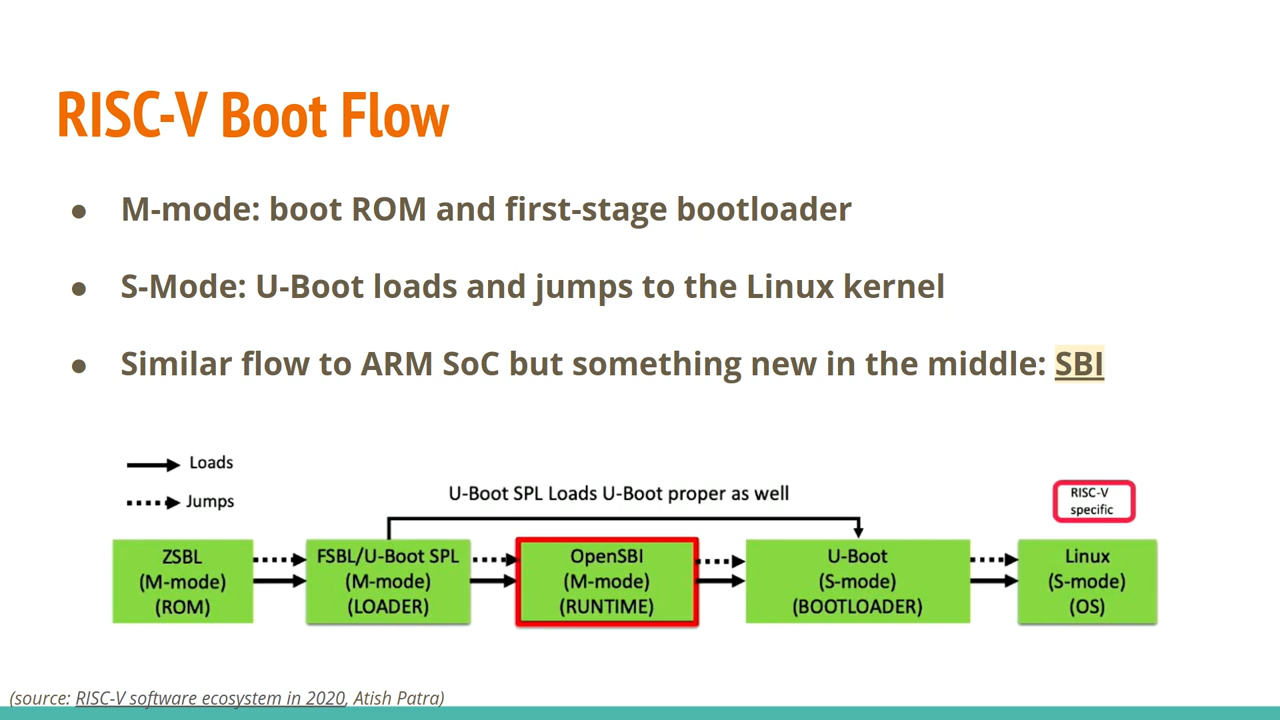 RISC-V Boot Flow
● M-mode: boot ROM and first-stage bootloader
● S-Mode: U-Boot loads and jumps to the Linux kernel
● Similar flow to ARM SoC but something new in the middle: SBI
Loads
Jumps
U-Boot SPL Loads U-Boot proper as well
RISC-V
specific
ZSBL
(M-mode)
(ROM)
FSBL/U-Boot SPL
(M-mode)
(LOADER)
OpenSBI
(M-mode)
(RUNTIME)
U-Boot
(S-mode)
(BOOTLOADER)
Linux
(S-mode)
(OS)
(source: RISC-V software ecosystem in 2020, Atish Patra)